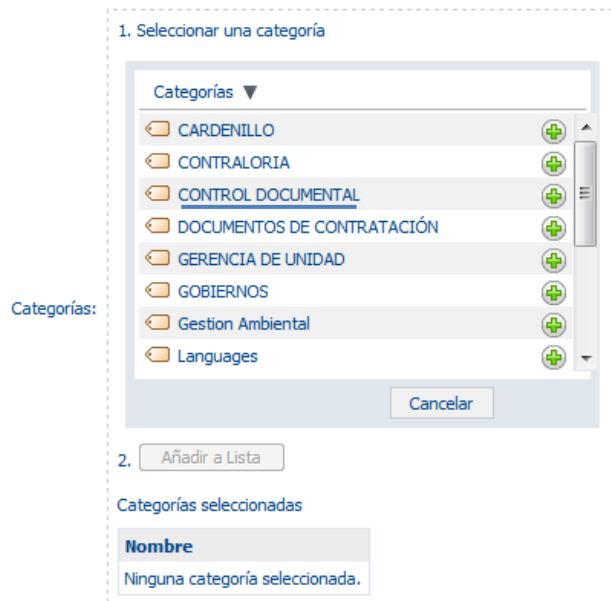 1. Seleccionar una categoría
Categorías ▼
CARDENILLO
CONTRALORIA
CONTROL DOCUMENTAL
DOCUMENTOS DE CONTRATACIÓN
GERENCIA DE UNIDAD
GOBIERNOS
Categorías:
Gestion Ambiental
Languages
Cancelar
2. Añadir a Lista
Categorías seleccionadas
Nombre
Ninguna categoría seleccionada.